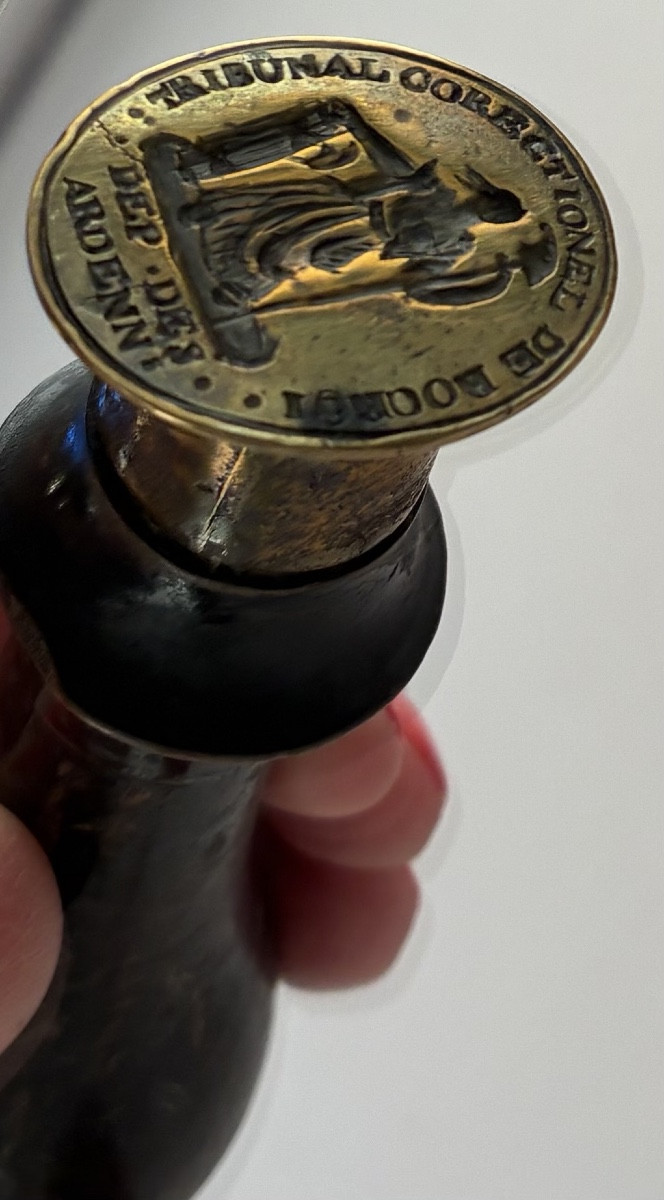 TRIBUNAL CORECTIONEL DE ROCROI
DEP · DES
ARDENN: